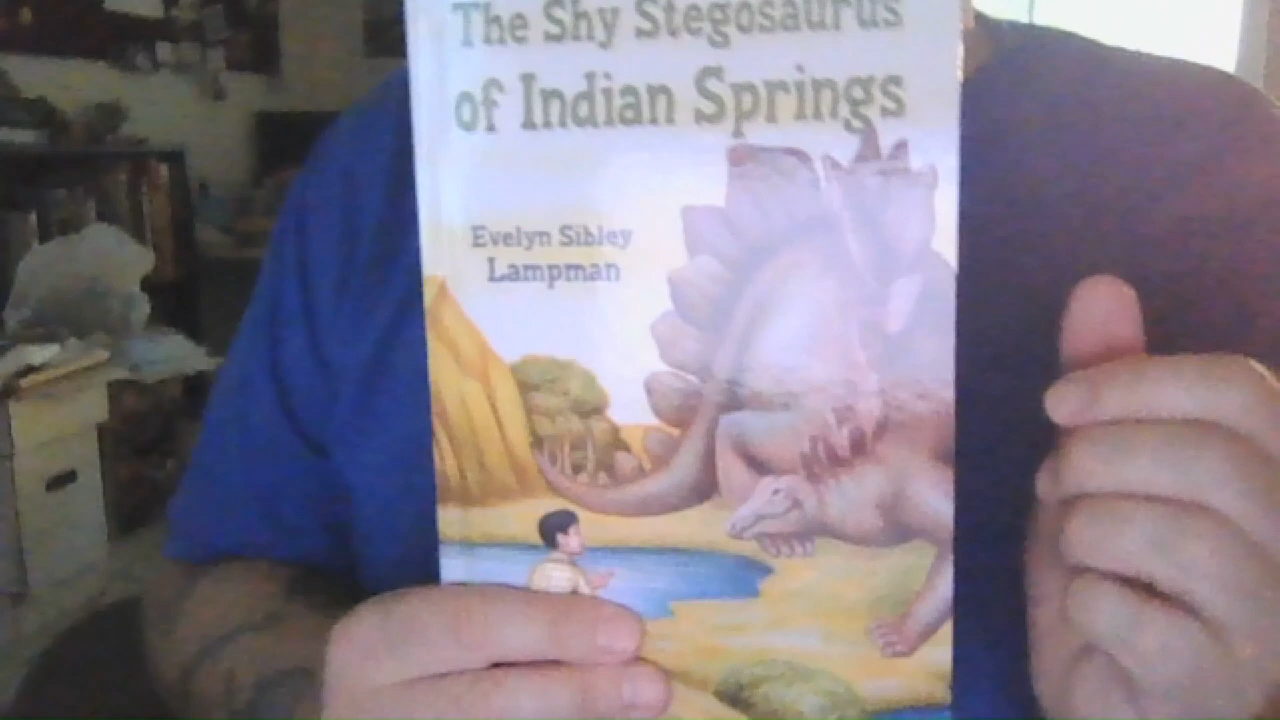 The Shy Stegosaurus
of Indian Springs
Evelyn Sibley
Lampman